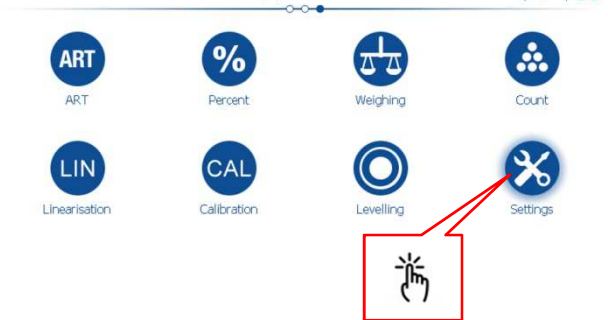 ART
%
ART
Percent
Weighing
Count
LIN
CAL
Linearisation
Calibration
Levelling
Settings